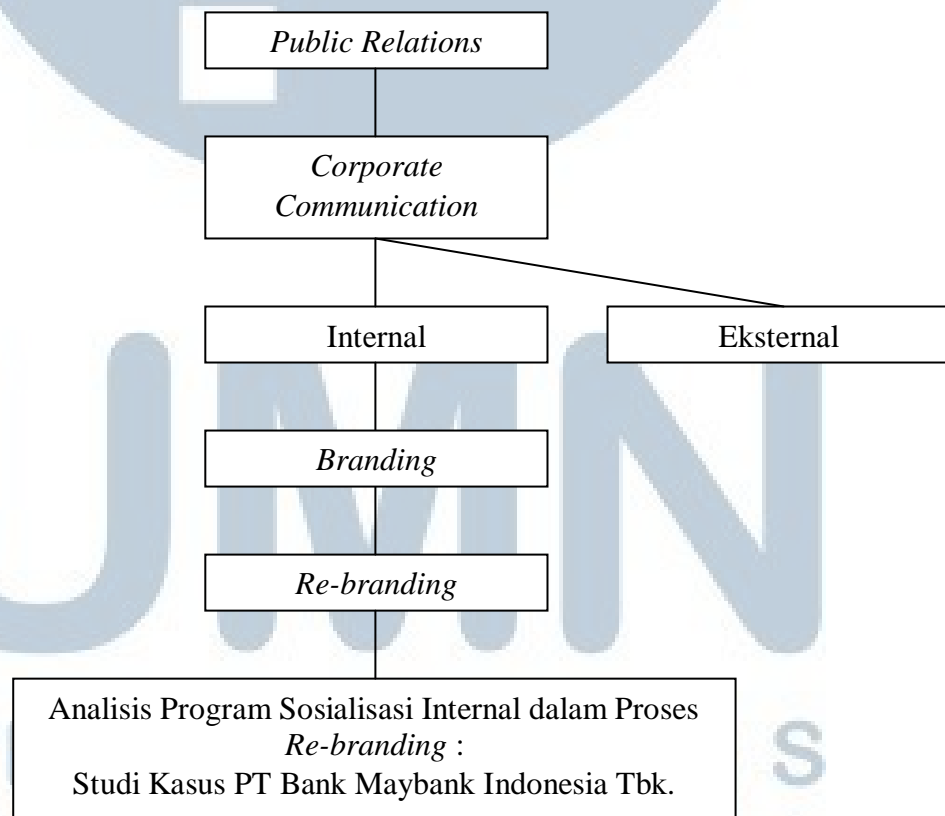 Public Relations
Corporate
Communication
Internal
Eksternal
Branding
Re-branding
UMN
Analisis Program Sosialisasi Internal dalam Proses
Re-branding :
Studi Kasus PT Bank Maybank Indonesia Tbk.
S